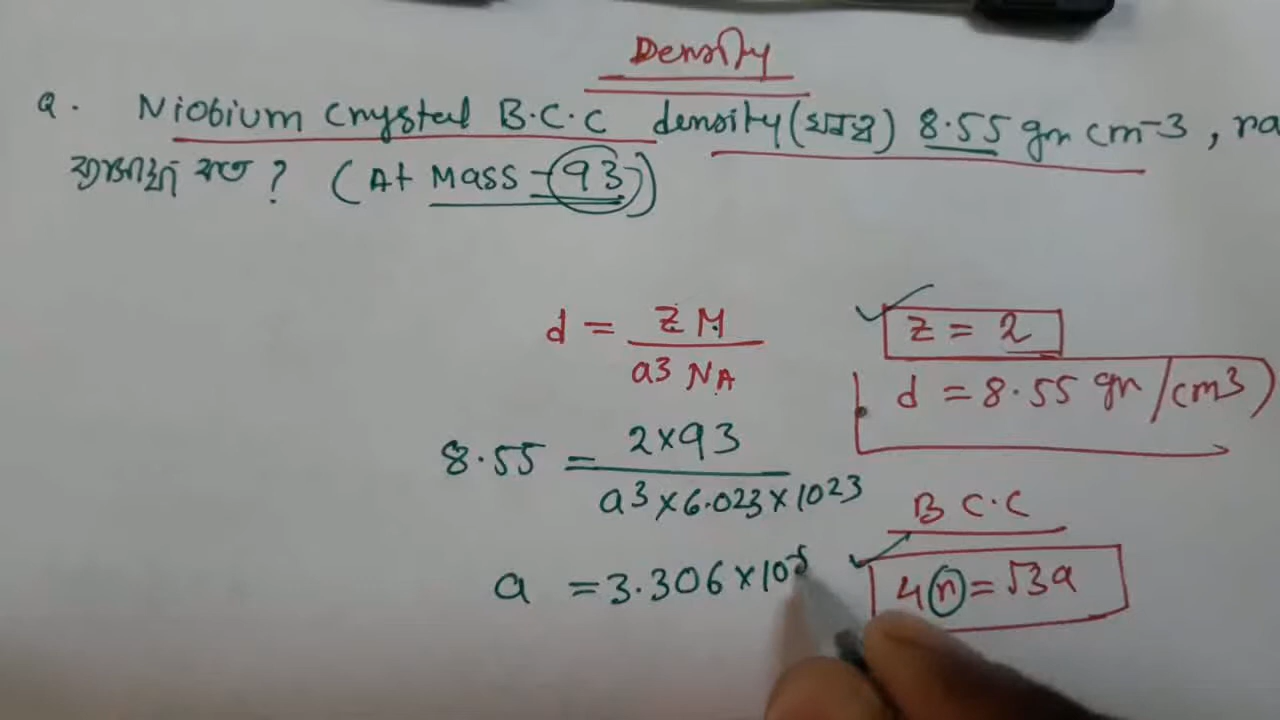 Density
Q. Niobium Crystal B.C.C density (ঘনত্ব) 8.55 gm cm-3, ra
ব্যাসার্ধ কত? (At Mass - 93)
d = ZM / a3 NA
Z = 2
d = 8.55 gm/cm3)
8.55 = 2×93 / a3×6.023×1023
B C.C
a = 3.306×10-8
4r = √3a